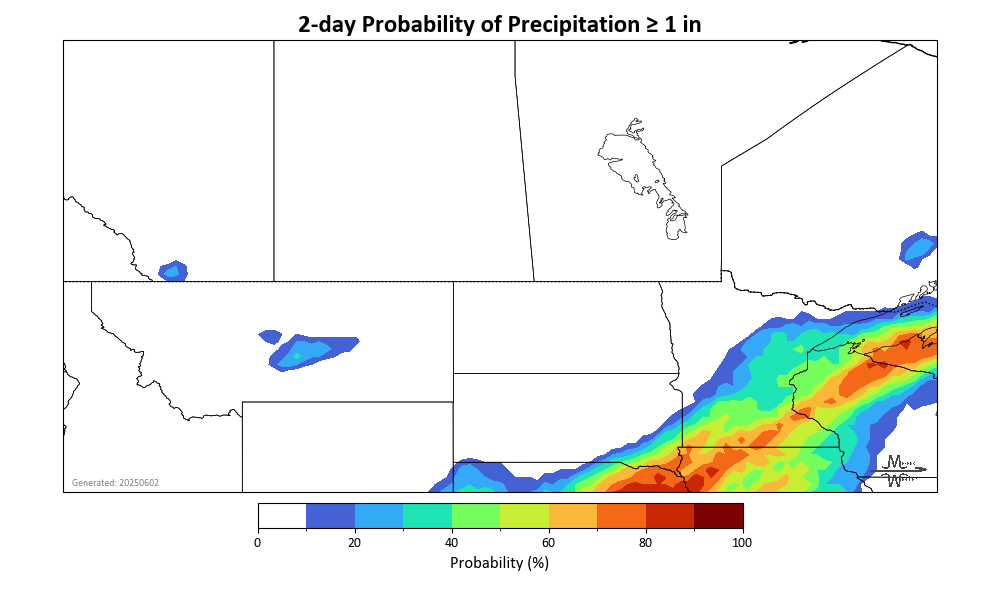 2-day Probability of Precipitation ≥ 1 in
Generated: 20250602
0 20 40 60 80 100
Probability (%)